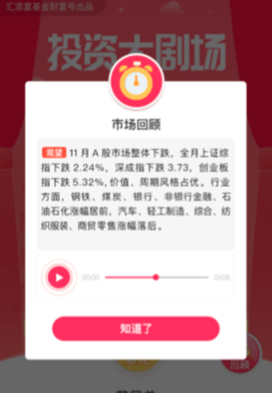 汇添富基金财富号出品
投资大剧场
市场回顾
观望 11 月 A 股市场整体下跌，全月上证综
指下跌 2.24%，深成指下跌 3.73，创业板
指下跌 5.32%，价值、周期风格占优。行业
方面，钢铁、煤炭、银行、非银行金融、石
油石化涨幅居前，汽车、轻工制造、综合、纺
织服装、商贸零售涨幅落后。
00:00
知道了
回顾